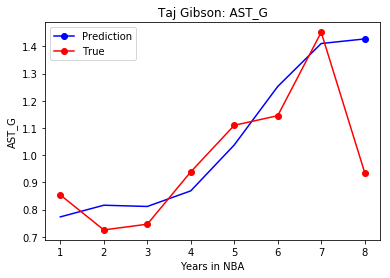 Taj Gibson: AST_G
Prediction
True
AST_G
1.4
1.3
1.2
1.1
1.0
0.9
0.8
0.7
1 2 3 4 5 6 7 8
Years in NBA